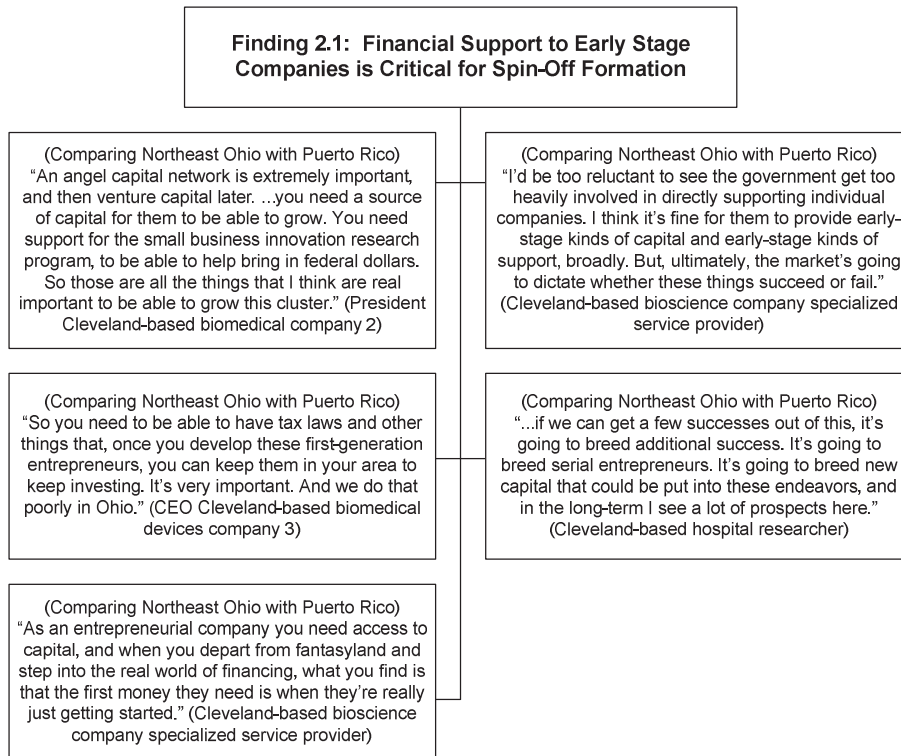 Finding 2.1: Financial Support to Early Stage
Companies is Critical for Spin-Off Formation
(Comparing Northeast Ohio with Puerto Rico)
“An angel capital network is extremely important,
and then venture capital later. …you need a source
of capital for them to be able to grow. You need
support for the small business innovation research
program, to be able to help bring in federal dollars.
So those are all the things that I think are real
important to be able to grow this cluster.” (President
Cleveland-based biomedical company 2)
(Comparing Northeast Ohio with Puerto Rico)
“I’d be too reluctant to see the government get too
heavily involved in directly supporting individual
companies. I think it’s fine for them to provide early-
stage kinds of capital and early-stage kinds of
support, broadly. But, ultimately, the market’s going
to dictate whether these things succeed or fail.”
(Cleveland-based bioscience company specialized
service provider)
(Comparing Northeast Ohio with Puerto Rico)
“So you need to be able to have tax laws and other
things that, once you develop these first-generation
entrepreneurs, you can keep them in your area to
keep investing. It’s very important. And we do that
poorly in Ohio.” (CEO Cleveland-based biomedical
devices company 3)
(Comparing Northeast Ohio with Puerto Rico)
“...if we can get a few successes out of this, it’s
going to breed additional success. It’s going to
breed serial entrepreneurs. It’s going to breed new
capital that could be put into these endeavors, and
in the long-term I see a lot of prospects here.”
(Cleveland-based hospital researcher)
(Comparing Northeast Ohio with Puerto Rico)
“As an entrepreneurial company you need access to
capital, and when you depart from fantasyland and
step into the real world of financing, what you find is
that the first money they need is when they’re really
just getting started.” (Cleveland-based bioscience
company specialized service provider)